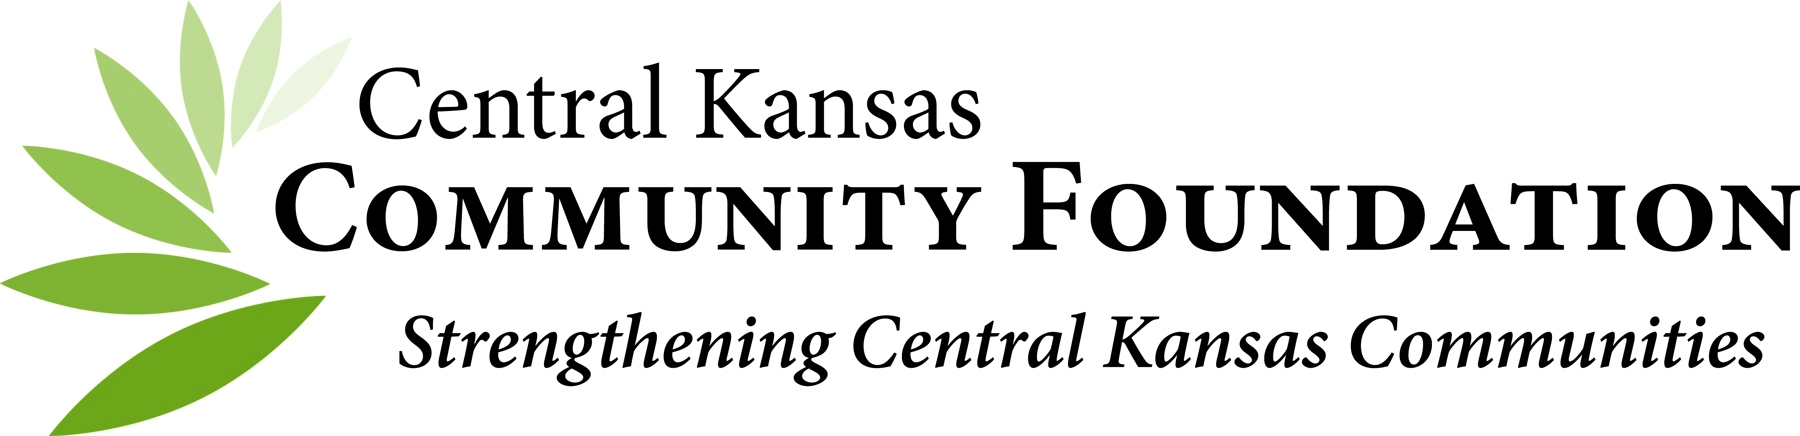 Central Kansas
Community Foundation
Strengthening Central Kansas Communities